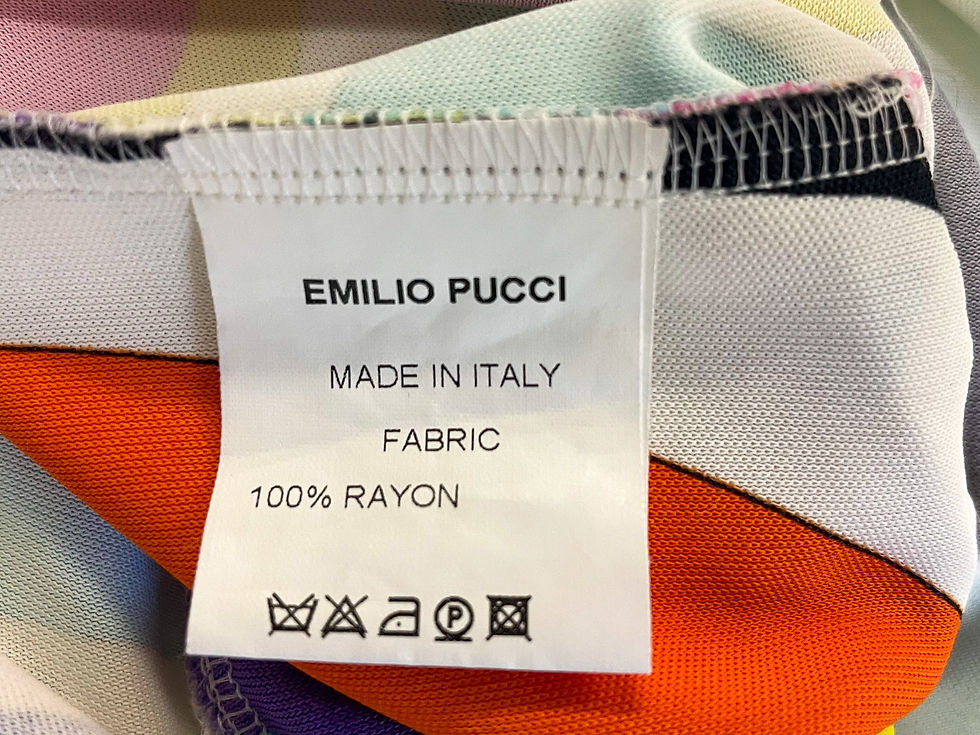 EMILIO PUCCI
MADE IN ITALY
FABRIC
100% RAYON
P